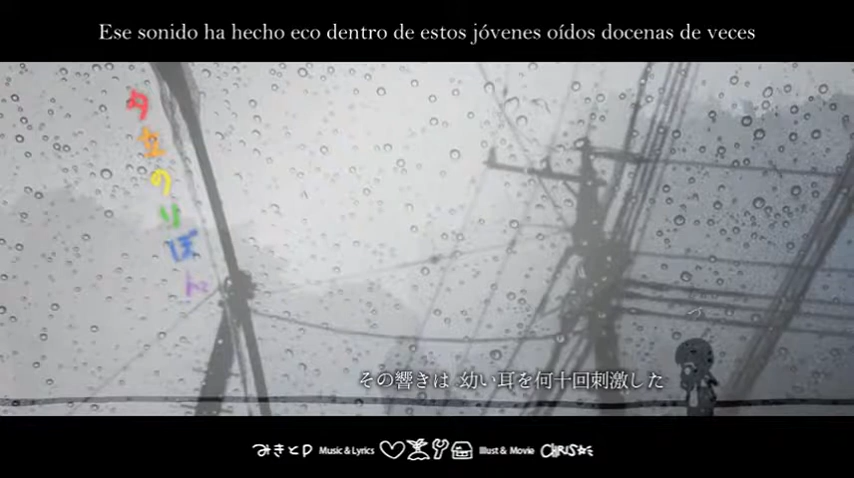 Ese sonido ha hecho eco dentro de estos jóvenes oídos docenas de veces
夕立のりぼん
その響きは 幼い耳を何十回刺激した
みきとP Music & Lyrics Illust & Movie CHRIS